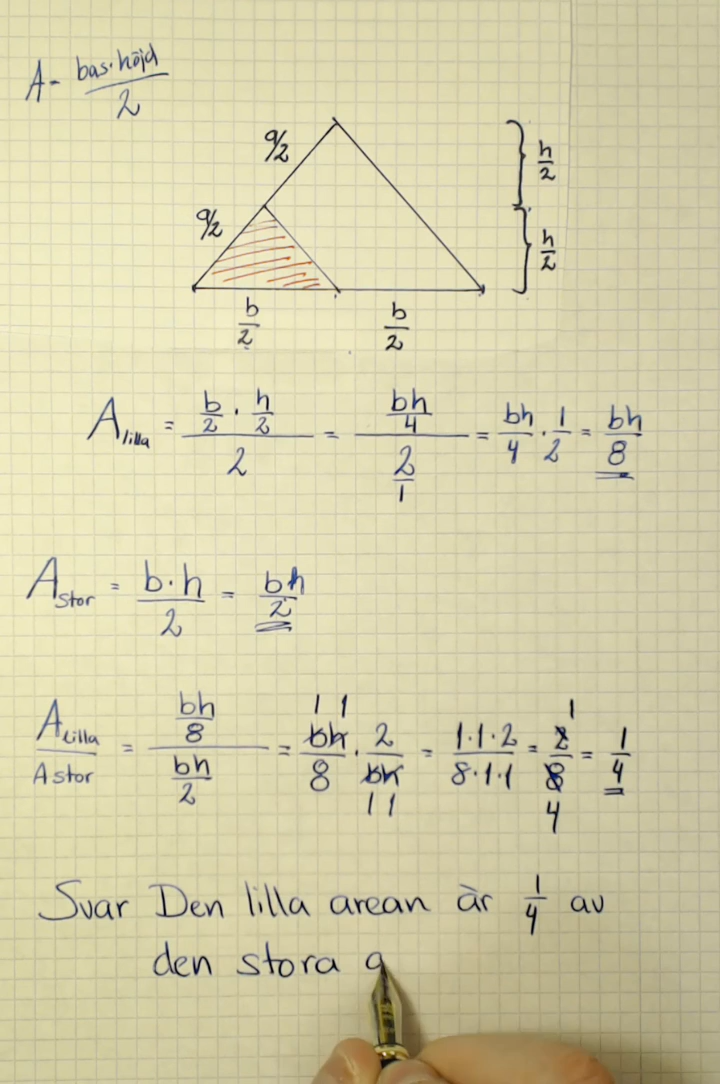 A = bas·höjd/2
a/2
h/2
a/2
h/2
b/2 b/2
A lilla = (b/2 · h/2)/2 = (bh/4)/(2/1) = bh/4 · 1/2 = bh/8
A stor = b·h/2 = bh/2
A lilla/A stor = (bh/8)/(bh/2) = bh/8 · 2/bh = 1·1·2/8·1·1 = 2/8 = 1/4
Svar Den lilla arean är 1/4 av
den stora a